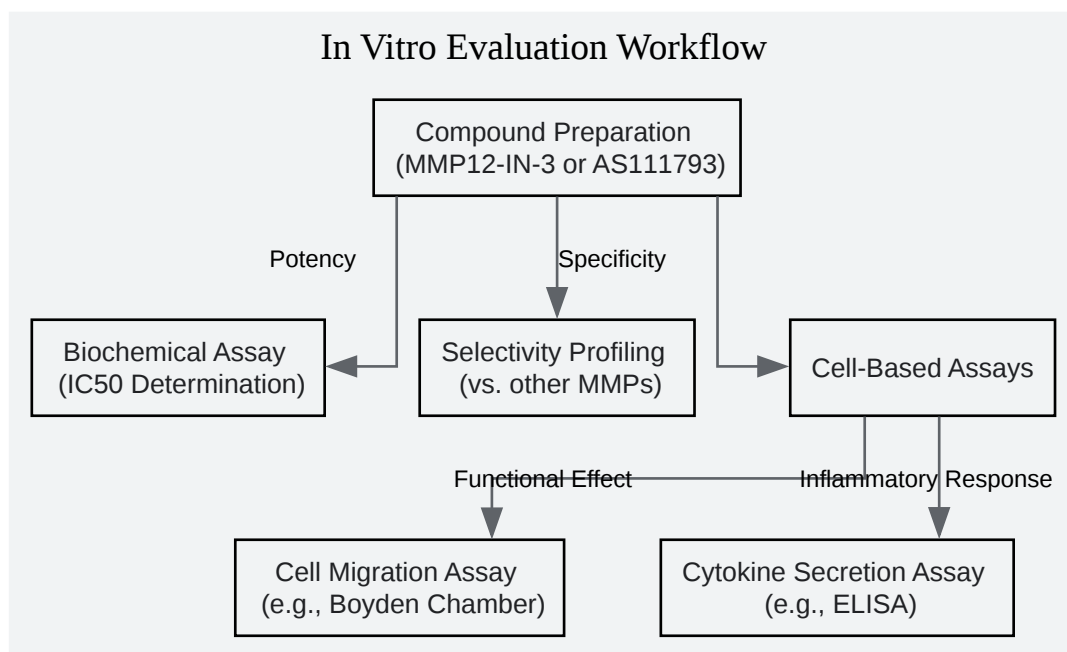 In Vitro Evaluation Workflow
Compound Preparation
(MMP12-IN-3 or AS111793)
Potency
Specificity
Biochemical Assay
(IC50 Determination)
Selectivity Profiling
(vs. other MMPs)
Cell-Based Assays
Functional Effect
Inflammatory Response
Cell Migration Assay
(e.g., Boyden Chamber)
Cytokine Secretion Assay
(e.g., ELISA)